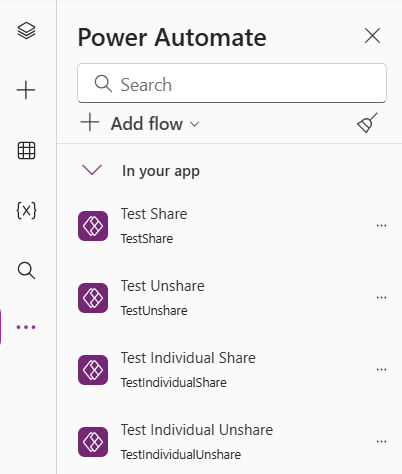 Power Automate
Search
Add flow
{x}
In your app
Test Share
TestShare
Test Unshare
TestUnshare
Test Individual Share
TestIndividualShare
Test Individual Unshare
TestIndividualUnshare